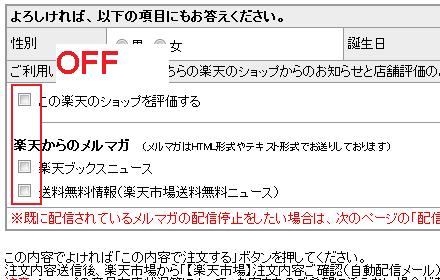 よろしければ、以下の項目にもお答えください。
性別 男 女 誕生日
OFF
ご利用い ちらの楽天のショップからのお知らせと店舗評価の
この楽天のショップを評価する
楽天からのメルマガ (メルマガはHTML形式やテキスト形式でお送りしております)
楽天ブックスニュース
送料無料情報(楽天市場送料無料ニュース)
※既に配信されているメルマガの配信停止をしたい場合は、次のページの「配信
この内容でよければ「この内容で注文する」ボタンを押してください。
注文内容送信後、楽天市場から「【楽天市場】注文内容ご確認(自動配信メール